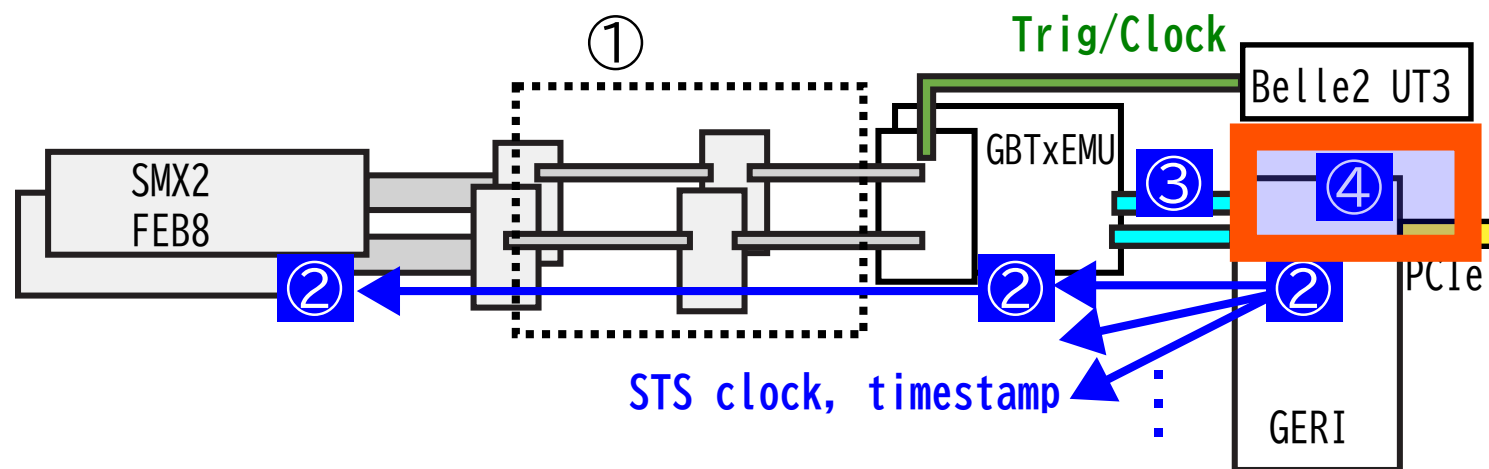 ①
Trig/Clock
Belle2 UT3
GBTxEMU
SMX2
FEB8
③
④
②
②
②
PCIe
STS clock, timestamp
GERI